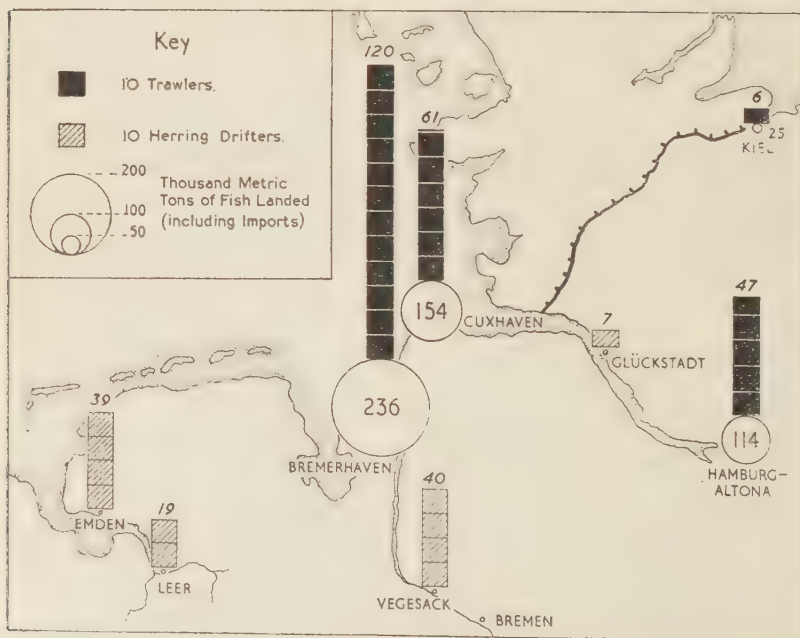 Key
10 Trawlers.
10 Herring Drifters.
200
100
50
Thousand Metric
Tons of Fish Landed
(including Imports)
120
61
6
25
KIEL
154
CUXHAVEN
7
GLÜCKSTADT
47
114
HAMBURG-
ALTONA
236
BREMERHAVEN
39
EMDEN
19
LEER
40
VEGESACK
BREMEN